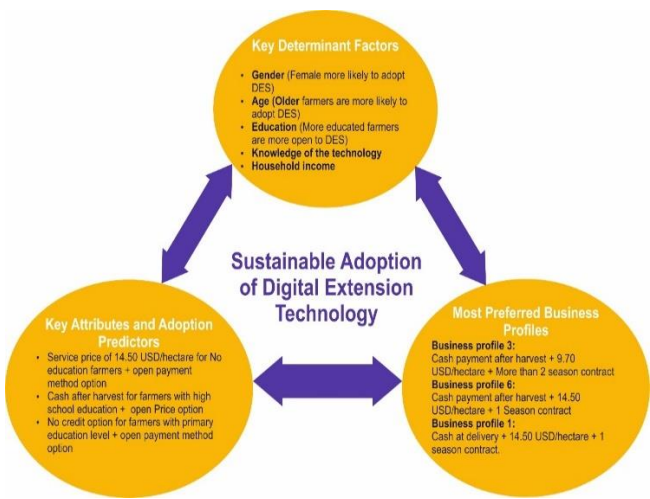 Key Determinant Factors
• Gender (Female more likely to adopt
DES)
• Age (Older farmers are more likely to
adopt DES)
• Education (More educated farmers
are more open to DES)
• Knowledge of the technology
• Household income
Sustainable Adoption
of Digital Extension
Technology
Key Attributes and Adoption
Predictors
• Service price of 14.50 USD/hectare for No
education farmers + open payment
method option
• Cash after harvest for farmers with high
school education + open Price option
• No credit option for farmers with primary
education level + open payment method
option
Most Preferred Business
Profiles
Business profile 3:
Cash payment after harvest + 9.70
USD/hectare + More than 2 season contract
Business profile 6:
Cash payment after harvest + 14.50
USD/hectare + 1 Season contract
Business profile 1:
Cash at delivery + 14.50 USD/hectare + 1
season contract.